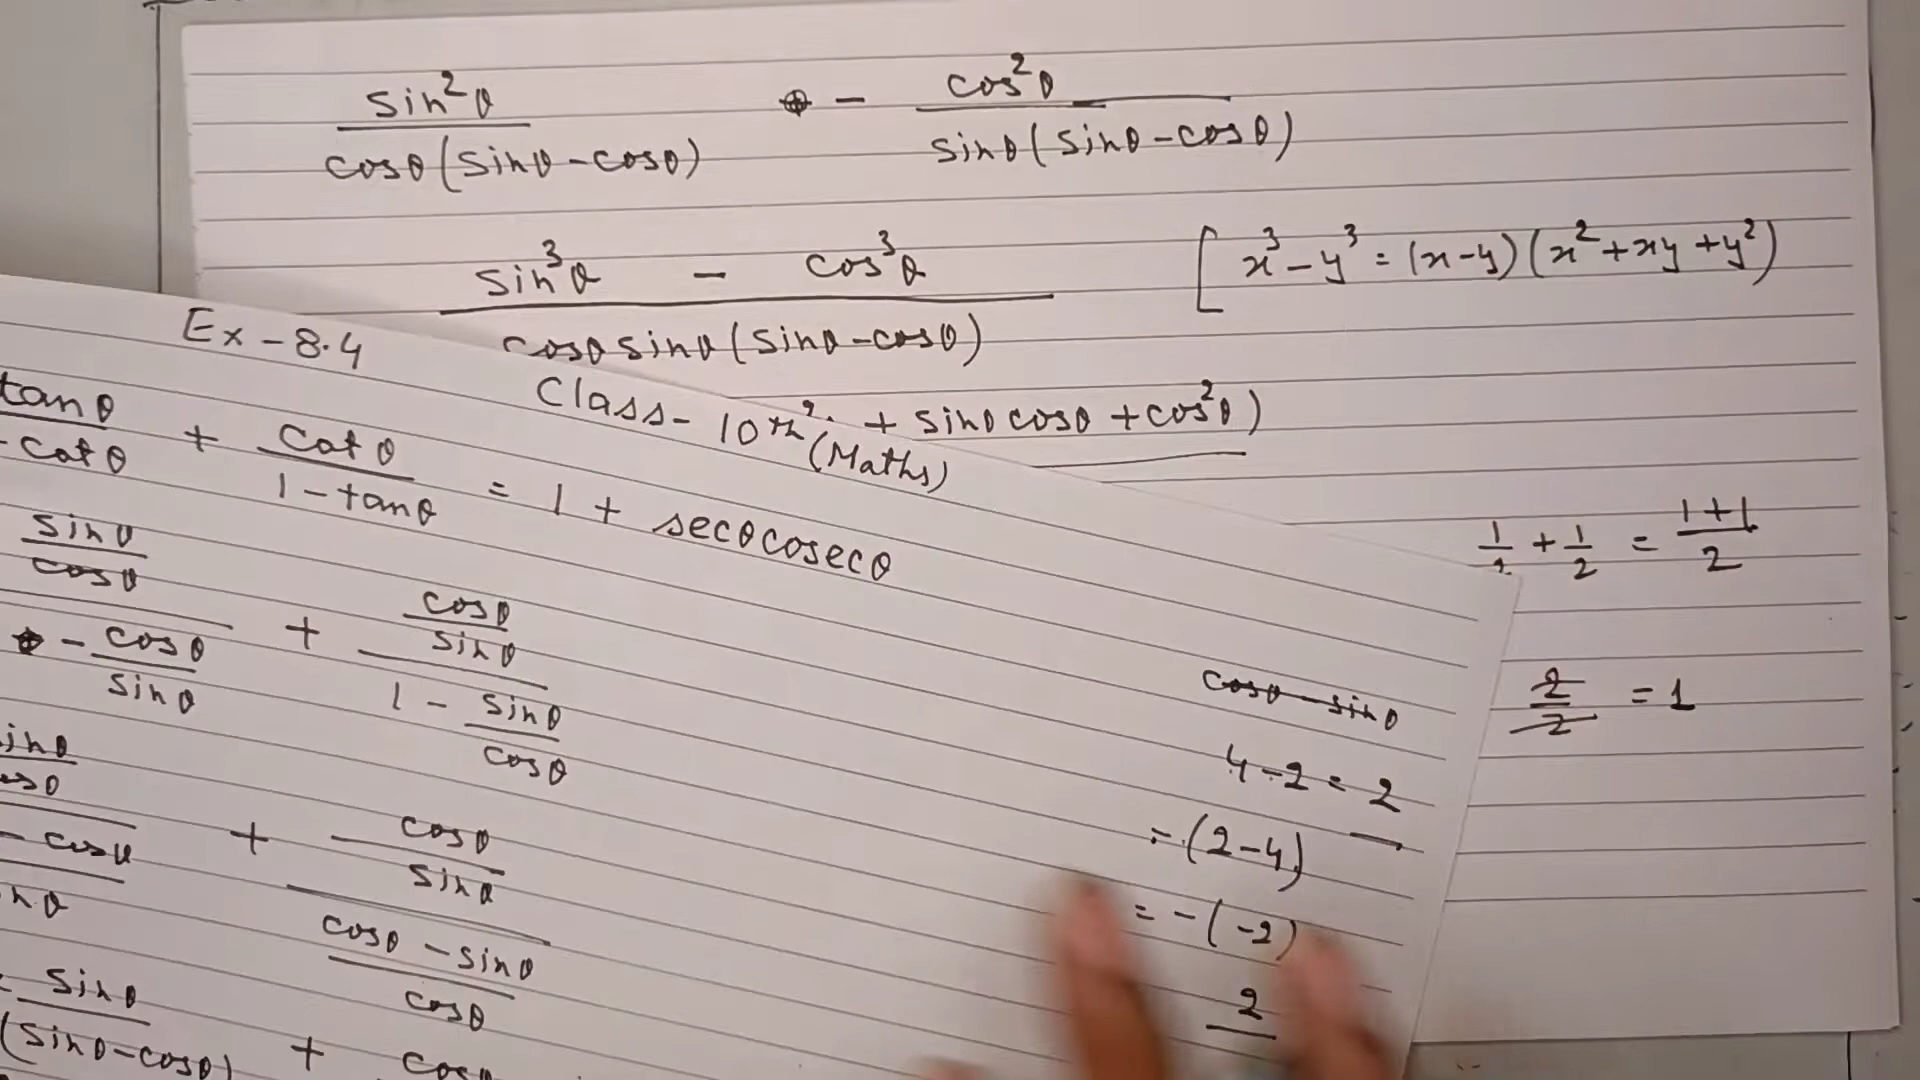 sin²θ / cosθ(sinθ-cosθ) - cos²θ / sinθ(sinθ-cosθ)
sin³θ - cos³θ / cosθ sinθ(sinθ-cosθ)
[x³-y³=(x-y)(x²+xy+y²)
+ sinθ cosθ + cos²θ)
1/2 + 1/2 = 1+1/2
2/2 = 1
Ex-8.4
Class-10th (Maths)
tanθ / -cotθ + cotθ / 1-tanθ = 1 + secθcosecθ
sinθ/cosθ / - cosθ/sinθ + cosθ/sinθ / 1 - sinθ/cosθ
cosθ-sinθ
4-2=2
=-(2-4)
=-(-2)
2
- cosθ + cosθ/sinθ / cosθ-sinθ/cosθ
sinθ / (sinθ-cosθ) + cosθ